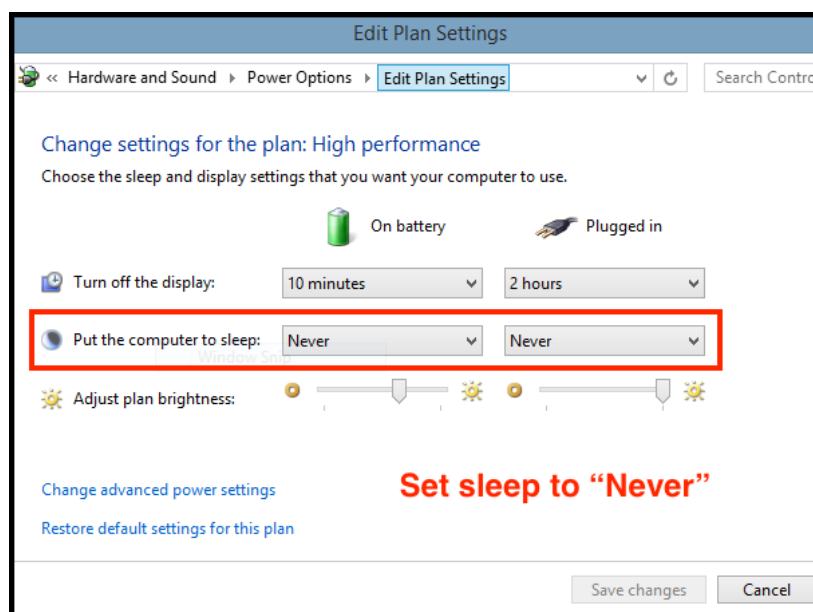 Edit Plan Settings
« Hardware and Sound Power Options Edit Plan Settings Search Contro
Change settings for the plan: High performance
Choose the sleep and display settings that you want your computer to use.
On battery Plugged in
Turn off the display: 10 minutes 2 hours
Put the computer to sleep: Never Never
Window Snip
Adjust plan brightness:
Set sleep to “Never”
Change advanced power settings
Restore default settings for this plan
Save changes Cancel